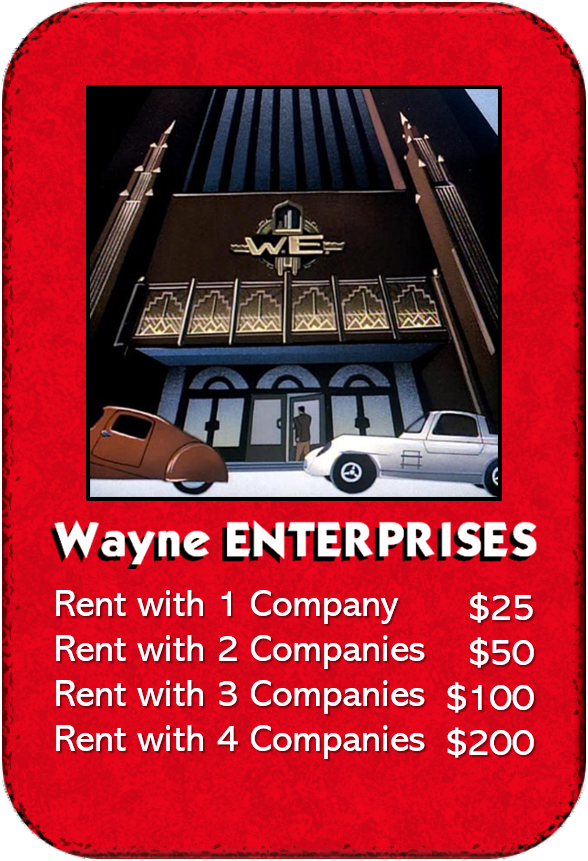 W.E.
Wayne ENTERPRISES
Rent with 1 Company $25
Rent with 2 Companies $50
Rent with 3 Companies $100
Rent with 4 Companies $200